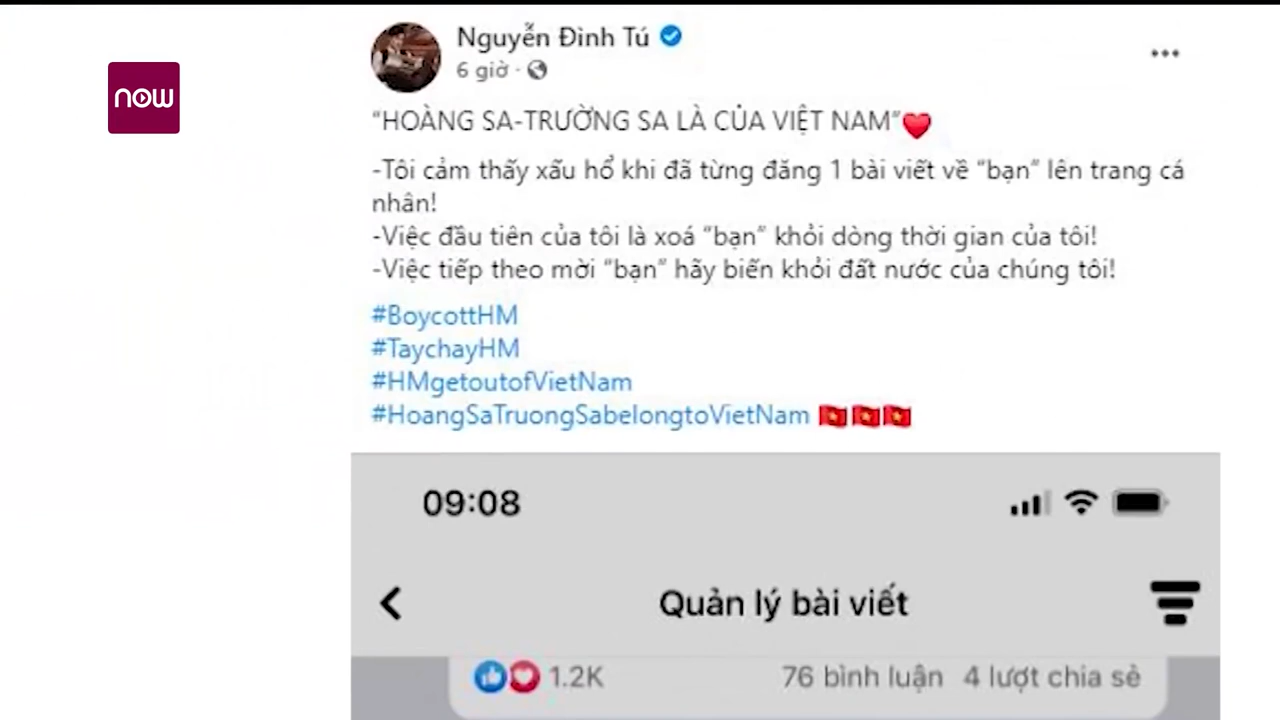 now
Nguyễn Đình Tú
6 giờ ·
“HOÀNG SA-TRƯỜNG SA LÀ CỦA VIỆT NAM”❤️
-Tôi cảm thấy xấu hổ khi đã từng đăng 1 bài viết về “bạn” lên trang cá
nhân!
-Việc đầu tiên của tôi là xoá “bạn” khỏi dòng thời gian của tôi!
-Việc tiếp theo mời “bạn” hãy biến khỏi đất nước của chúng tôi!
#BoycottHM
#TaychayHM
#HMgetoutofVietNam
#HoangSaTruongSabelongtoVietNam 🇻🇳🇻🇳🇻🇳
09:08
Quản lý bài viết
1.2K 76 bình luận 4 lượt chia sẻ